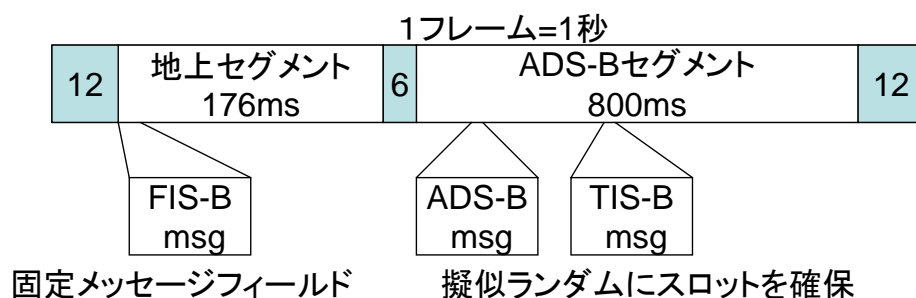 1フレーム=1秒
12
地上セグメント
176ms
6
ADS-Bセグメント
800ms
12
FIS-B
msg
ADS-B
msg
TIS-B
msg
固定メッセージフィールド
擬似ランダムにスロットを確保